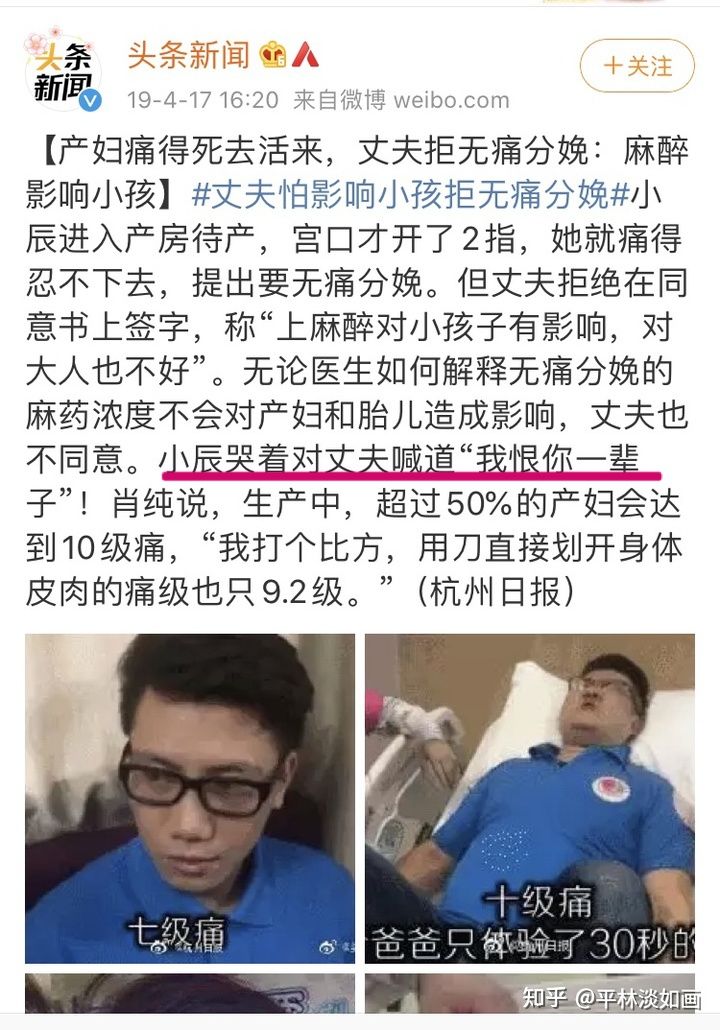 头条
新闻
头条新闻
+关注
19-4-17 16:20 来自微博 weibo.com
【产妇痛得死去活来，丈夫拒无痛分娩：麻醉
影响小孩】#丈夫怕影响小孩拒无痛分娩#小
辰进入产房待产，宫口才开了2指，她就痛得
忍不下去，提出要无痛分娩。但丈夫拒绝在同
意书上签字，称“上麻醉对小孩子有影响，对
大人也不好”。无论医生如何解释无痛分娩的
麻药浓度不会对产妇和胎儿造成影响，丈夫也
不同意。小辰哭着对丈夫喊道“我恨你一辈
子”！肖纯说，生产中，超过50%的产妇会达
到10级痛，“我打个比方，用刀直接划开身体
皮肉的痛级也只9.2级。”（杭州日报）
七级痛
十级痛
爸爸只体验了30秒的
知乎 @平林淡如画